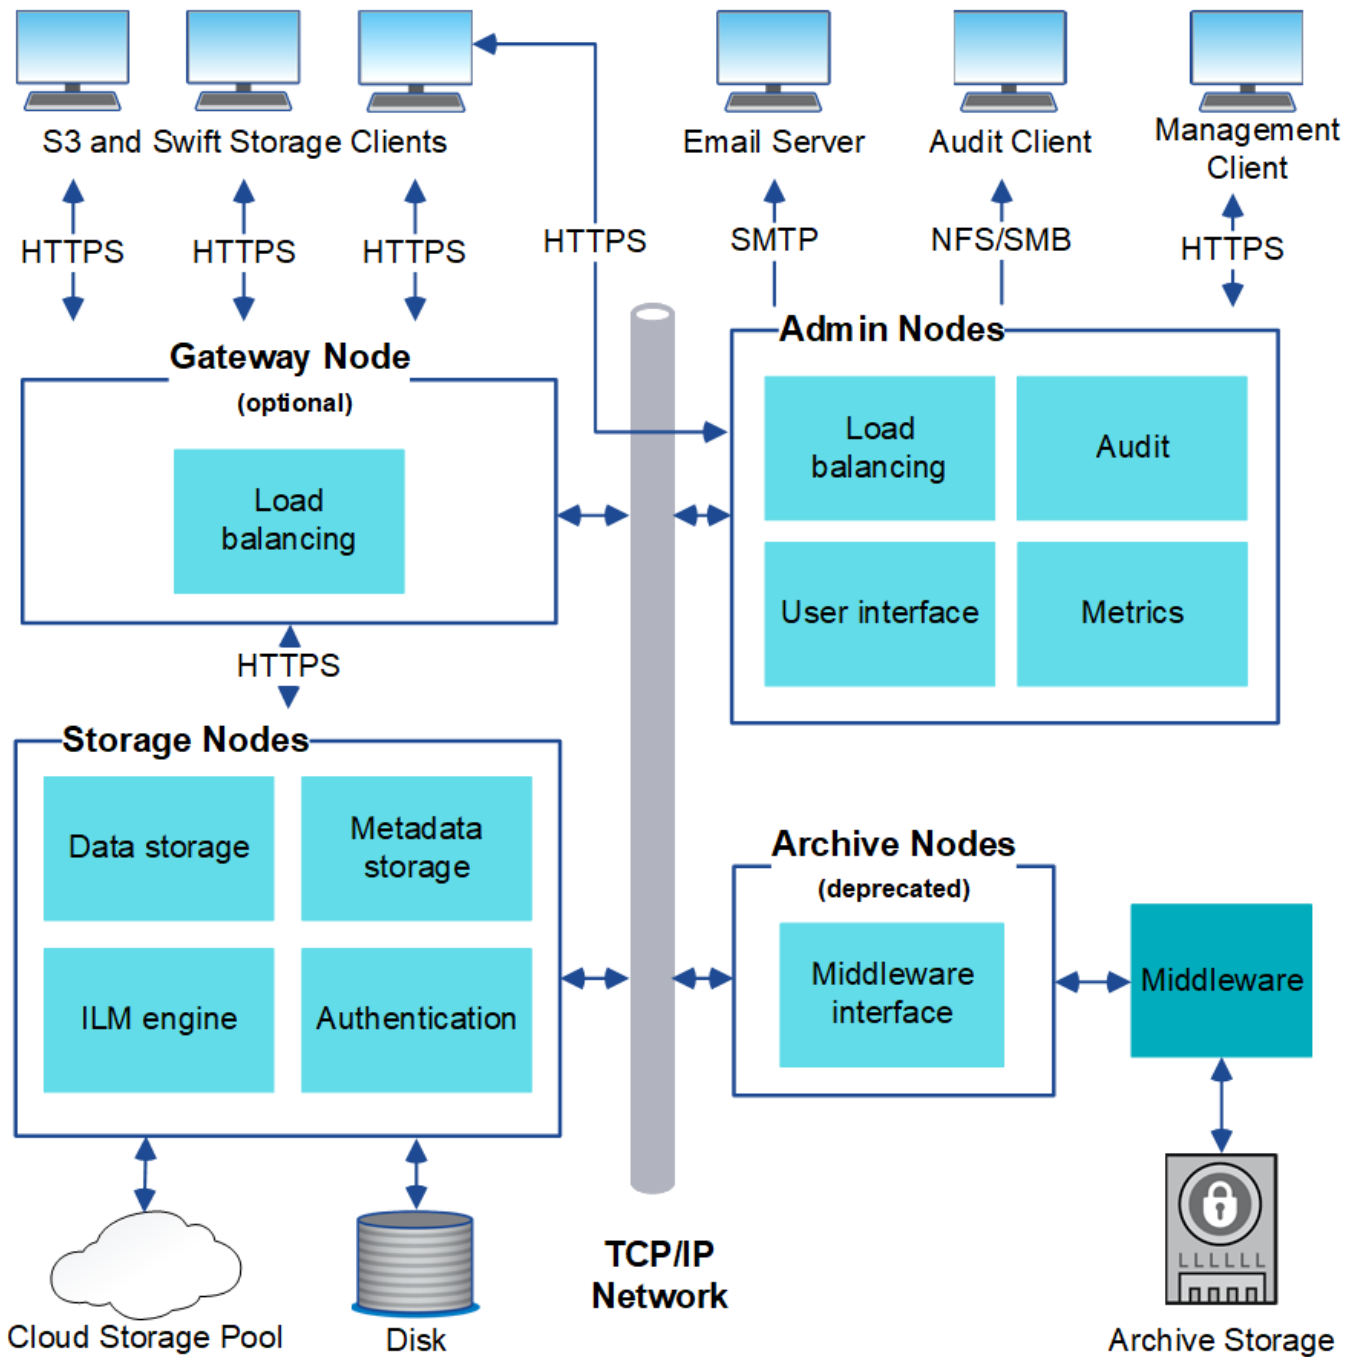 S3 and Swift Storage Clients
Email Server
Audit Client
Management
Client
HTTPS
HTTPS
HTTPS
HTTPS
SMTP
NFS/SMB
HTTPS
Gateway Node
(optional)
Load
balancing
Admin Nodes
Load
balancing
Audit
User interface
Metrics
HTTPS
Storage Nodes
Data storage
Metadata
storage
ILM engine
Authentication
Archive Nodes
(deprecated)
Middleware
interface
Middleware
LLLLLL
Cloud Storage Pool
Disk
TCP/IP
Network
Archive Storage